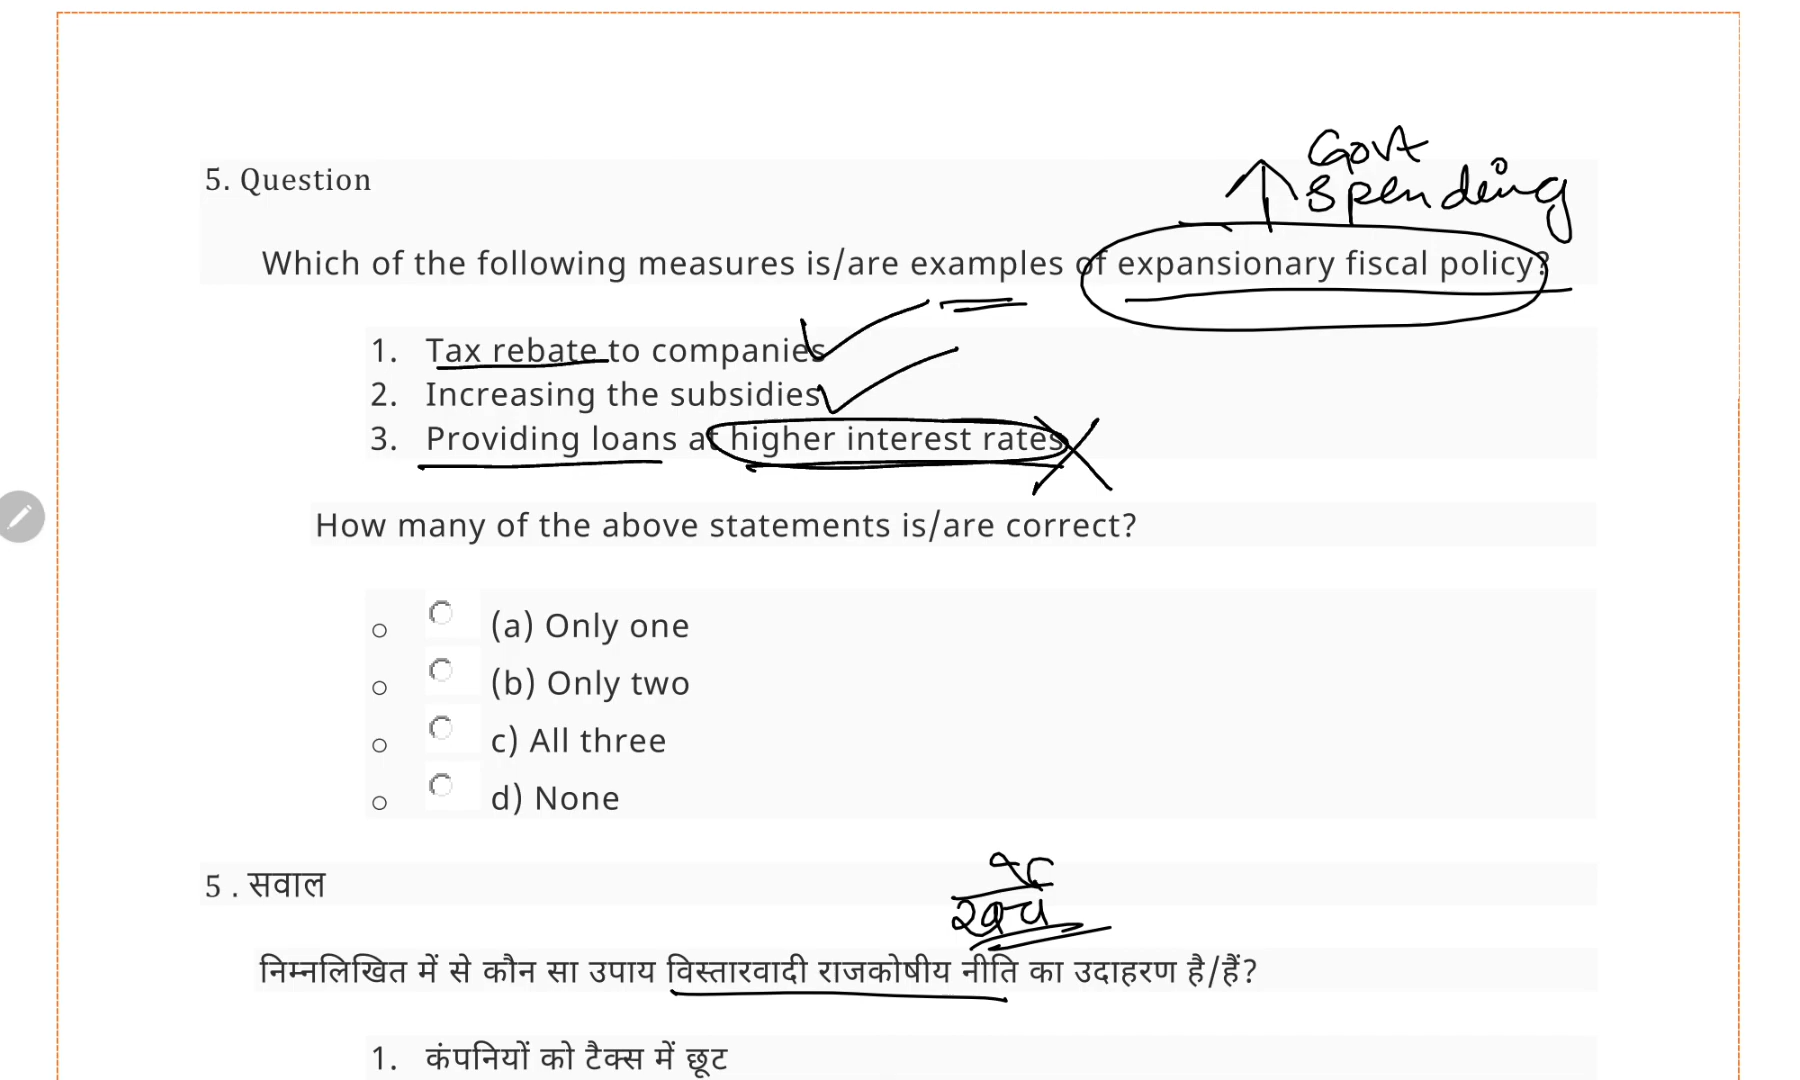 Govt
spending
5. Question
Which of the following measures is/are examples of expansionary fiscal policy?
1. Tax rebate to companies
2. Increasing the subsidies
3. Providing loans at higher interest rates
How many of the above statements is/are correct?
(a) Only one
(b) Only two
c) All three
d) None
5 . सवाल
निम्नलिखित में से कौन सा उपाय विस्तारवादी राजकोषीय नीति का उदाहरण है/हैं?
1. कंपनियों को टैक्स में छूट